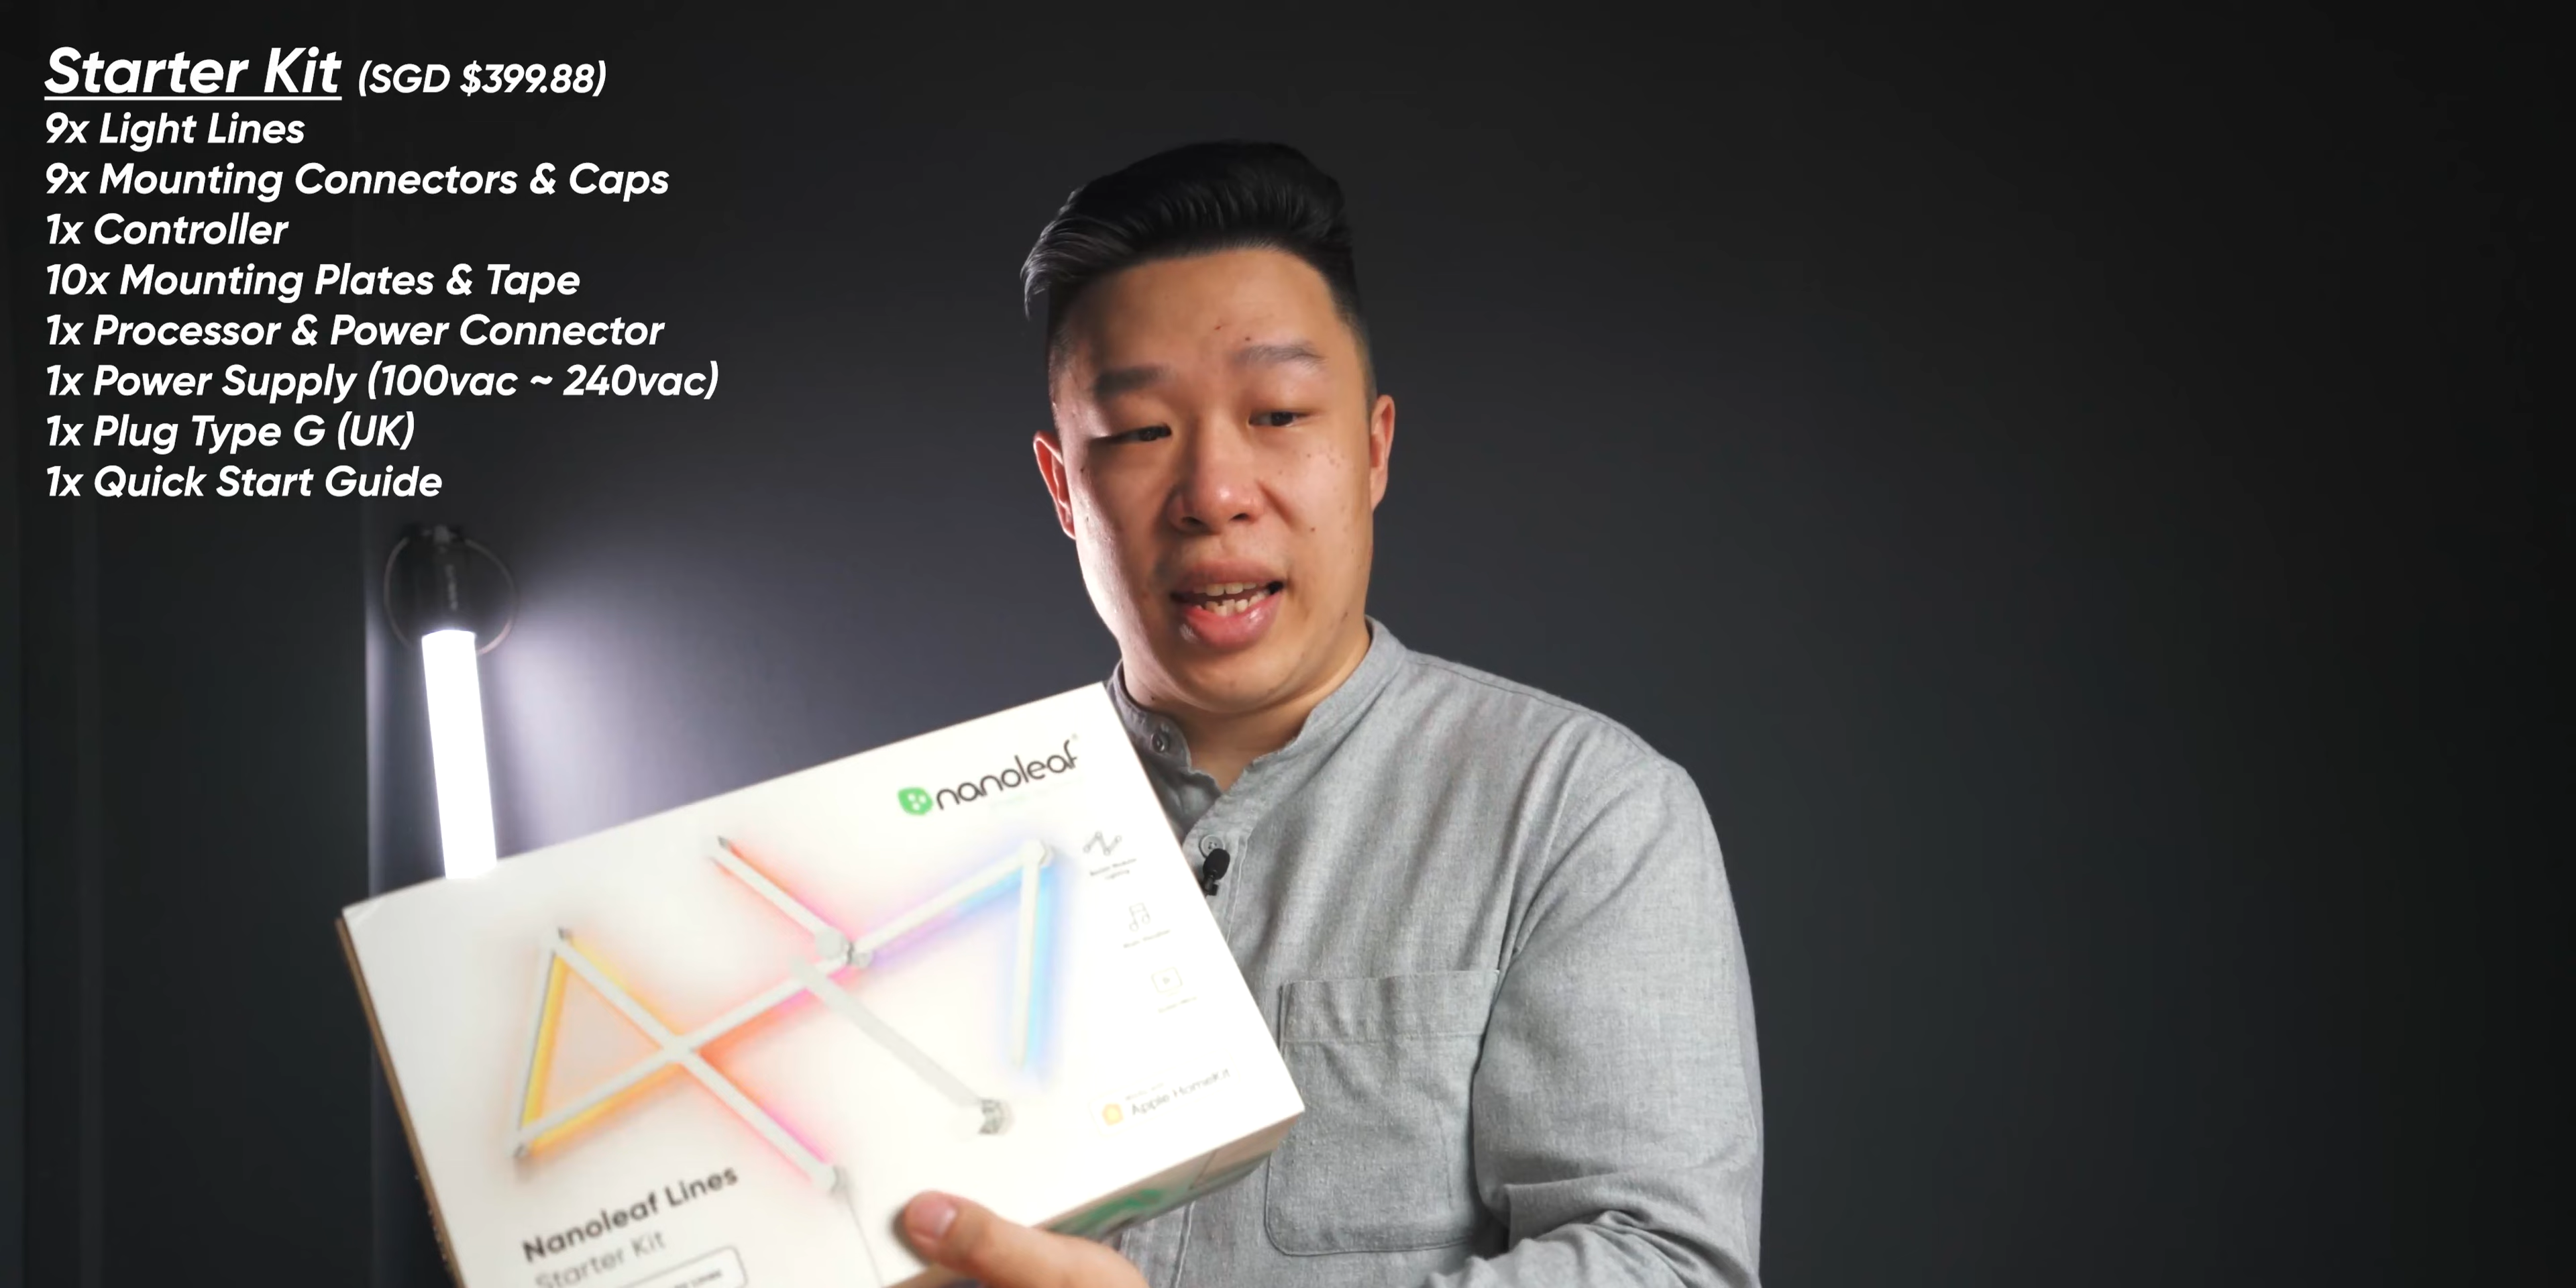 Starter Kit (SGD $399.88)
9x Light Lines
9x Mounting Connectors & Caps
1x Controller
10x Mounting Plates & Tape
1x Processor & Power Connector
1x Power Supply (100vac ~ 240vac)
1x Plug Type G (UK)
1x Quick Start Guide
nanoleaf
Apple HomeKit
Nanoleaf Lines
Starter Kit